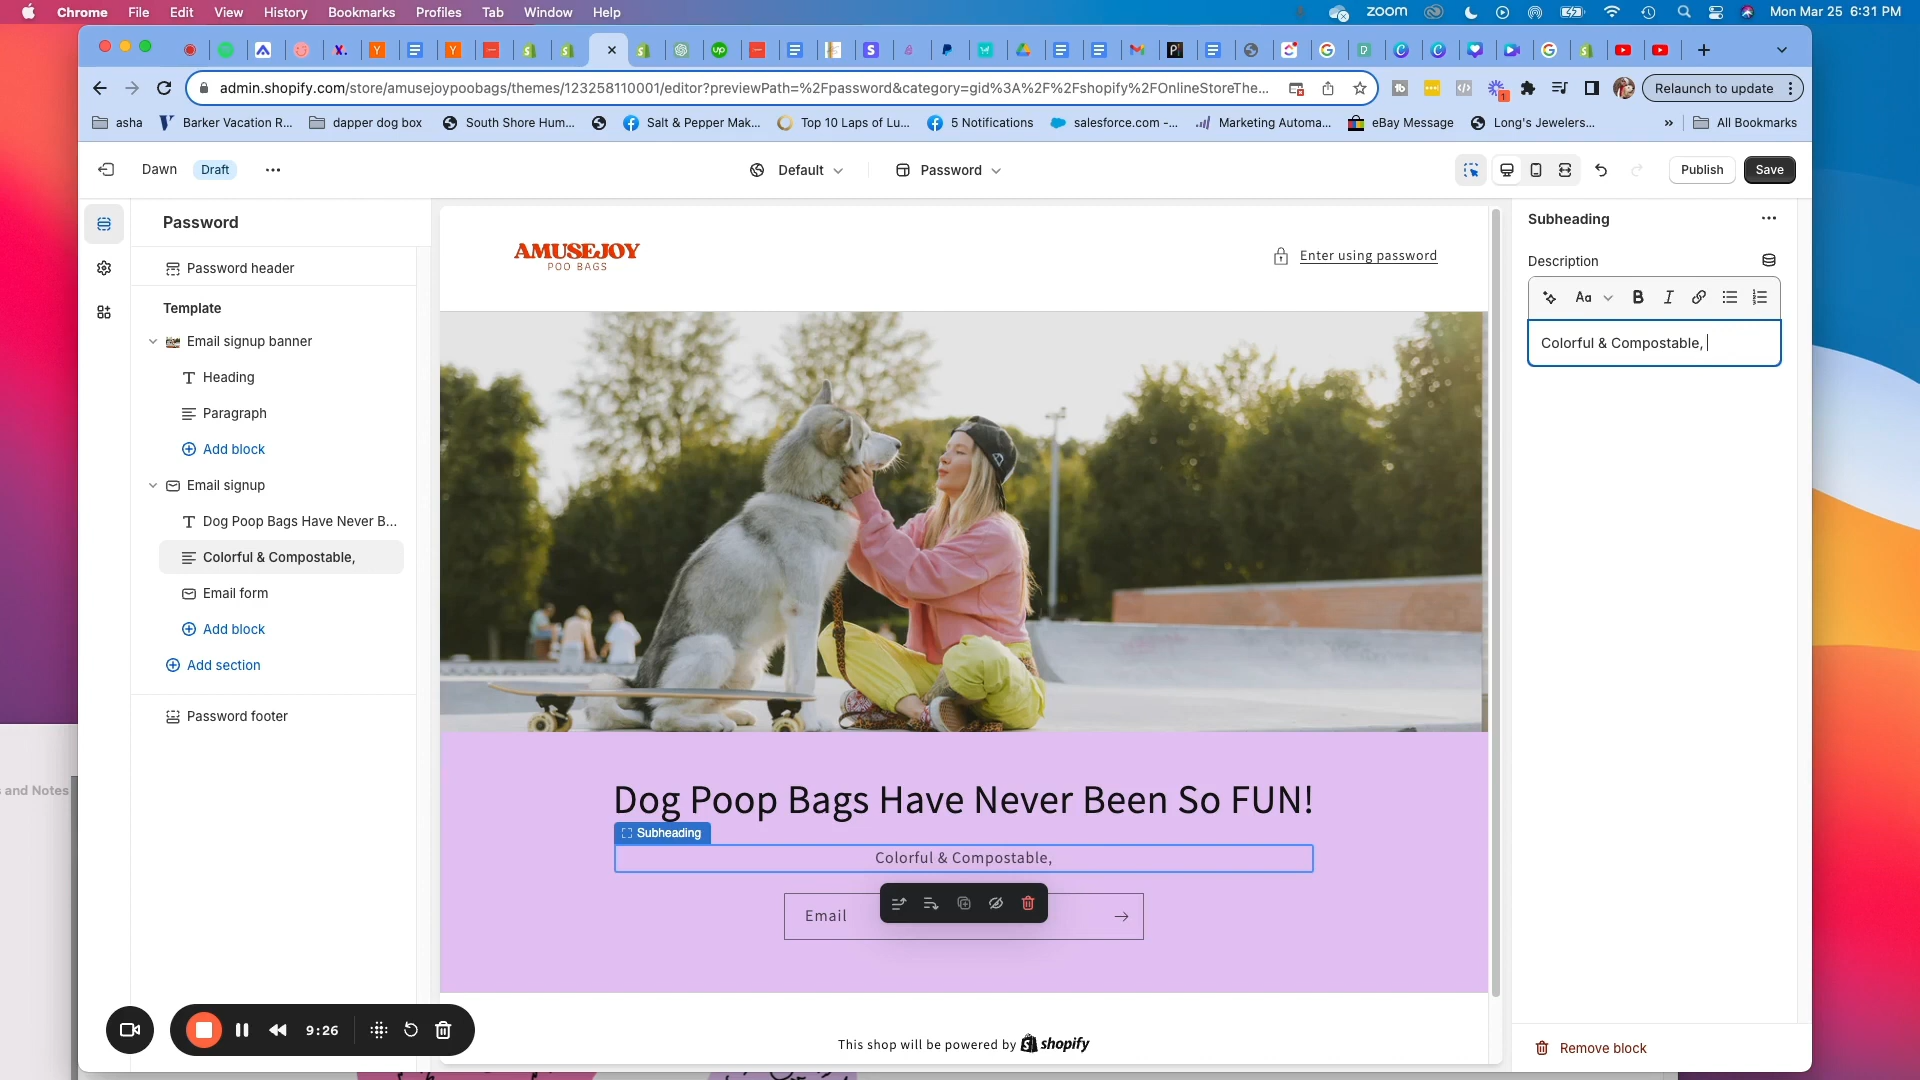 Chrome File Edit View History Bookmarks Profiles Tab Window Help
zoom Mon Mar 25 6:31 PM
admin.shopify.com/store/amusejoypoobags/themes/123258110001/editor?previewPath=%2Fpassword&category=gid%3A%2F%2Fshopify%2FOnlineStoreThe...
1
Relaunch to update
asha Barker Vacation R... dapper dog box South Shore Hum... Salt & Pepper Mak... Top 10 Laps of Lu... 5 Notifications salesforce.com -... Marketing Automa... eBay Message Long's Jewelers... » All Bookmarks
Dawn Draft
Default
Password
Publish
Save
Password
Password header
Template
Email signup banner
Heading
Paragraph
Add block
Email signup
Dog Poop Bags Have Never B...
Colorful & Compostable,
Email form
Add block
Add section
Password footer
AMUSEJOY
POO BAGS
Enter using password
Dog Poop Bags Have Never Been So FUN!
Subheading
Colorful & Compostable,
Email
This shop will be powered by shopify
Subheading
Description
Aa B I
Colorful & Compostable,
Remove block
and Notes
9:26